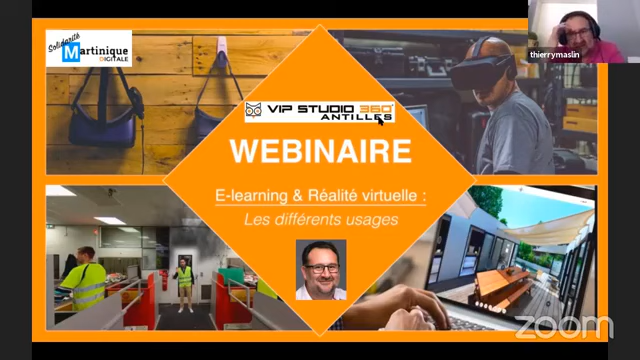 Solidarité
Martinique
DIGITALE
thierrymaslin
VIP STUDIO 360°
ANTILLES
WEBINAIRE
E-learning & Réalité virtuelle :
Les différents usages
zoom